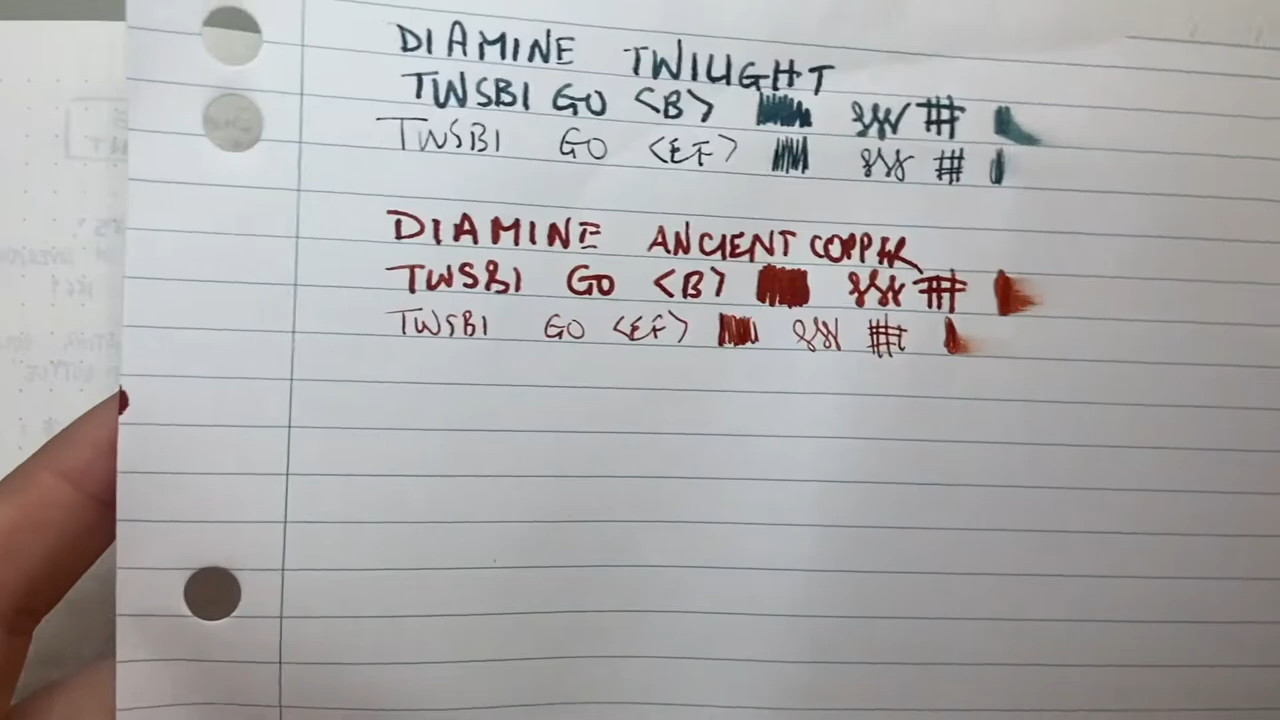 DIAMINE TWILIGHT
TWSBI GO <B>
TWSBI GO <EF>
DIAMINE ANCIENT COPPER
TWSBI GO <B>
TWSBI GO <EF>